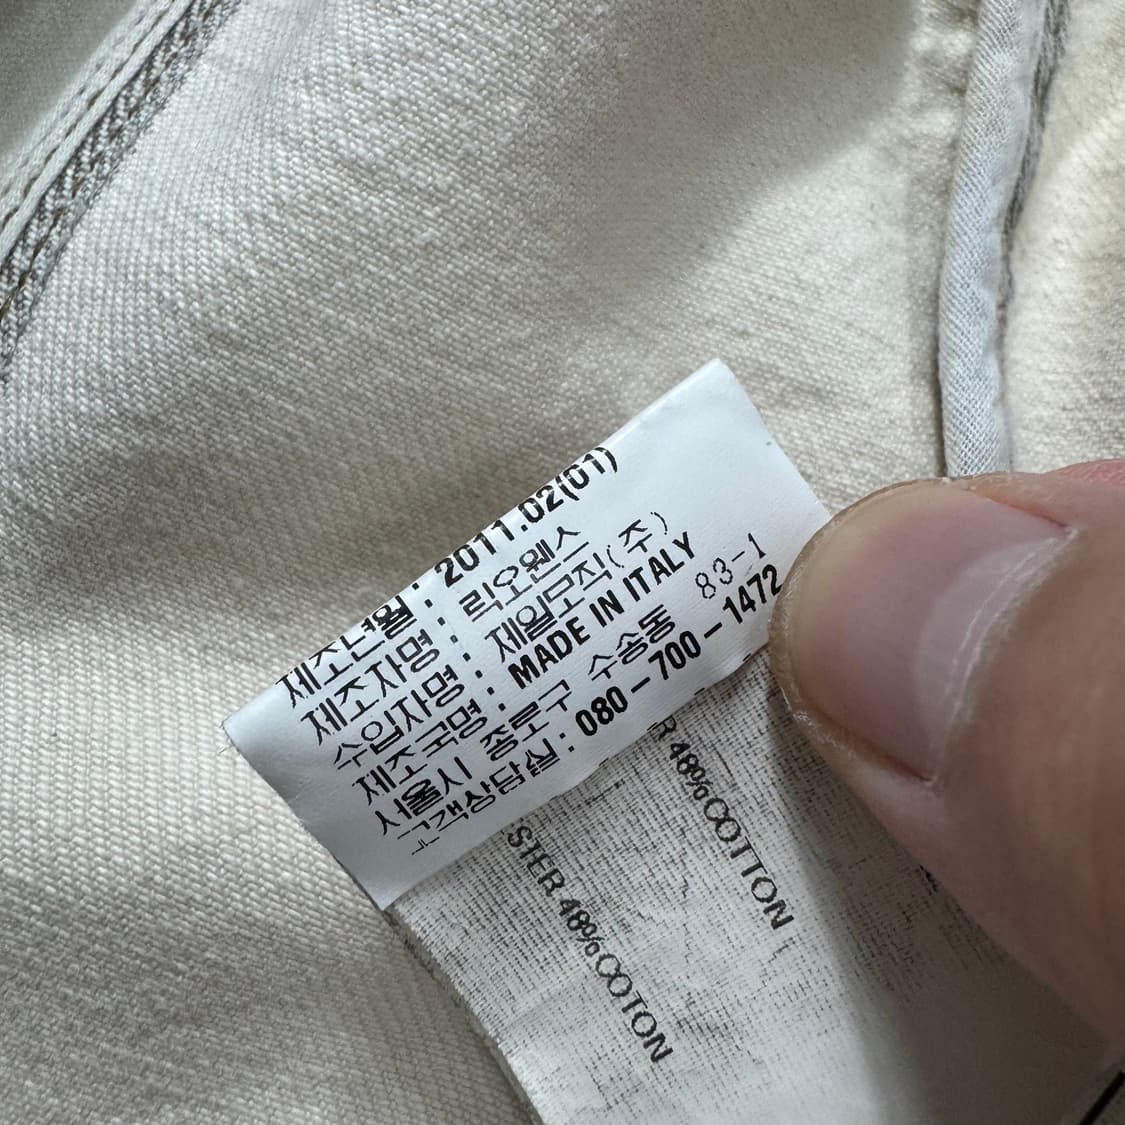 제조년월 : 2011.02(01)
제조자명 : 릭오웬스
수입자명 : 제일모직(주)
제조국명 : MADE IN ITALY
서울시 종로구 수송동 83-1
고객상담실 : 080-700-1472
R 48%COTTON
STER 48%COTON